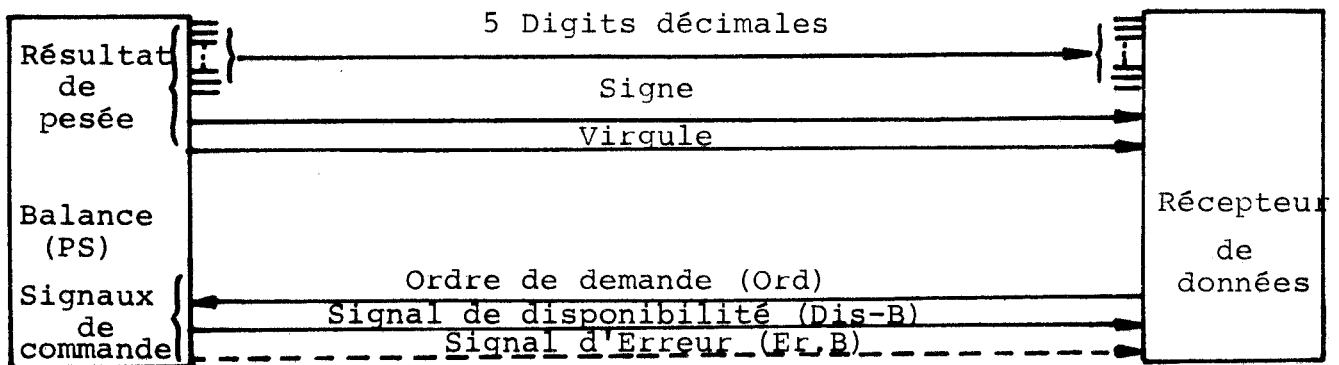 5 Digits décimales
Résultat
de
pesée
Signe
Virgule
Balance
(PS)
Récepteur
de
données
Ordre de demande (Ord)
Signaux
de
commande
Signal de disponibilité (Dis-B)
Signal d'Erreur (Er.B)